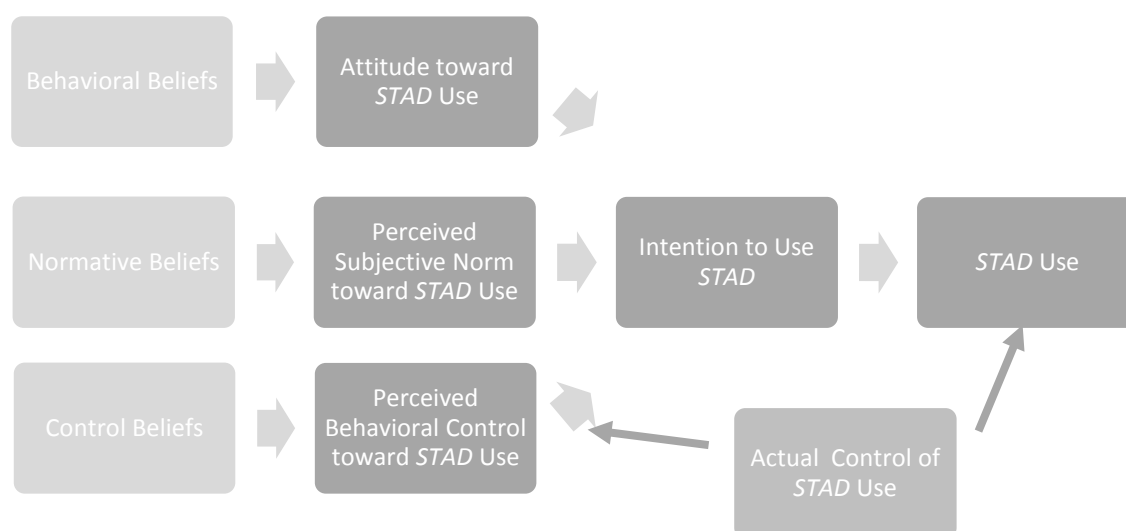 Behavioral Beliefs
Attitude toward
STAD Use
Normative Beliefs
Perceived
Subjective Norm
toward STAD Use
Intention to Use
STAD
STAD Use
Control Beliefs
Perceived
Behavioral Control
toward STAD Use
Actual Control of
STAD Use